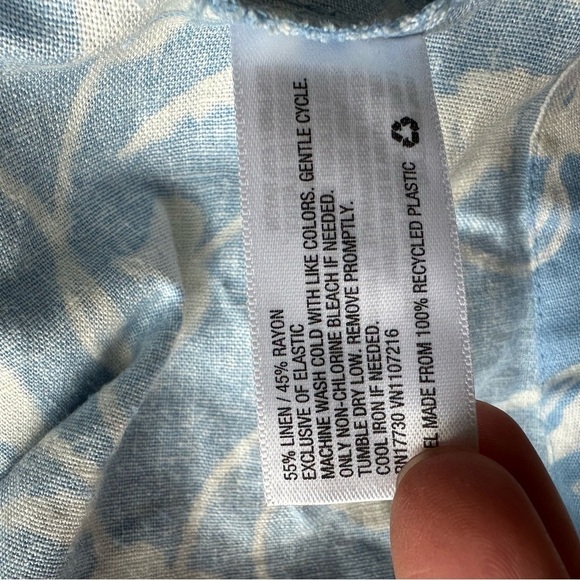 55% LINEN / 45% RAYON
EXCLUSIVE OF ELASTIC
MACHINE WASH COLD WITH LIKE COLORS. GENTLE CYCLE.
ONLY NON-CHLORINE BLEACH IF NEEDED.
TUMBLE DRY LOW. REMOVE PROMPTLY.
COOL IRON IF NEEDED.
RN17730 VN1107216
EL MADE FROM 100% RECYCLED PLASTIC